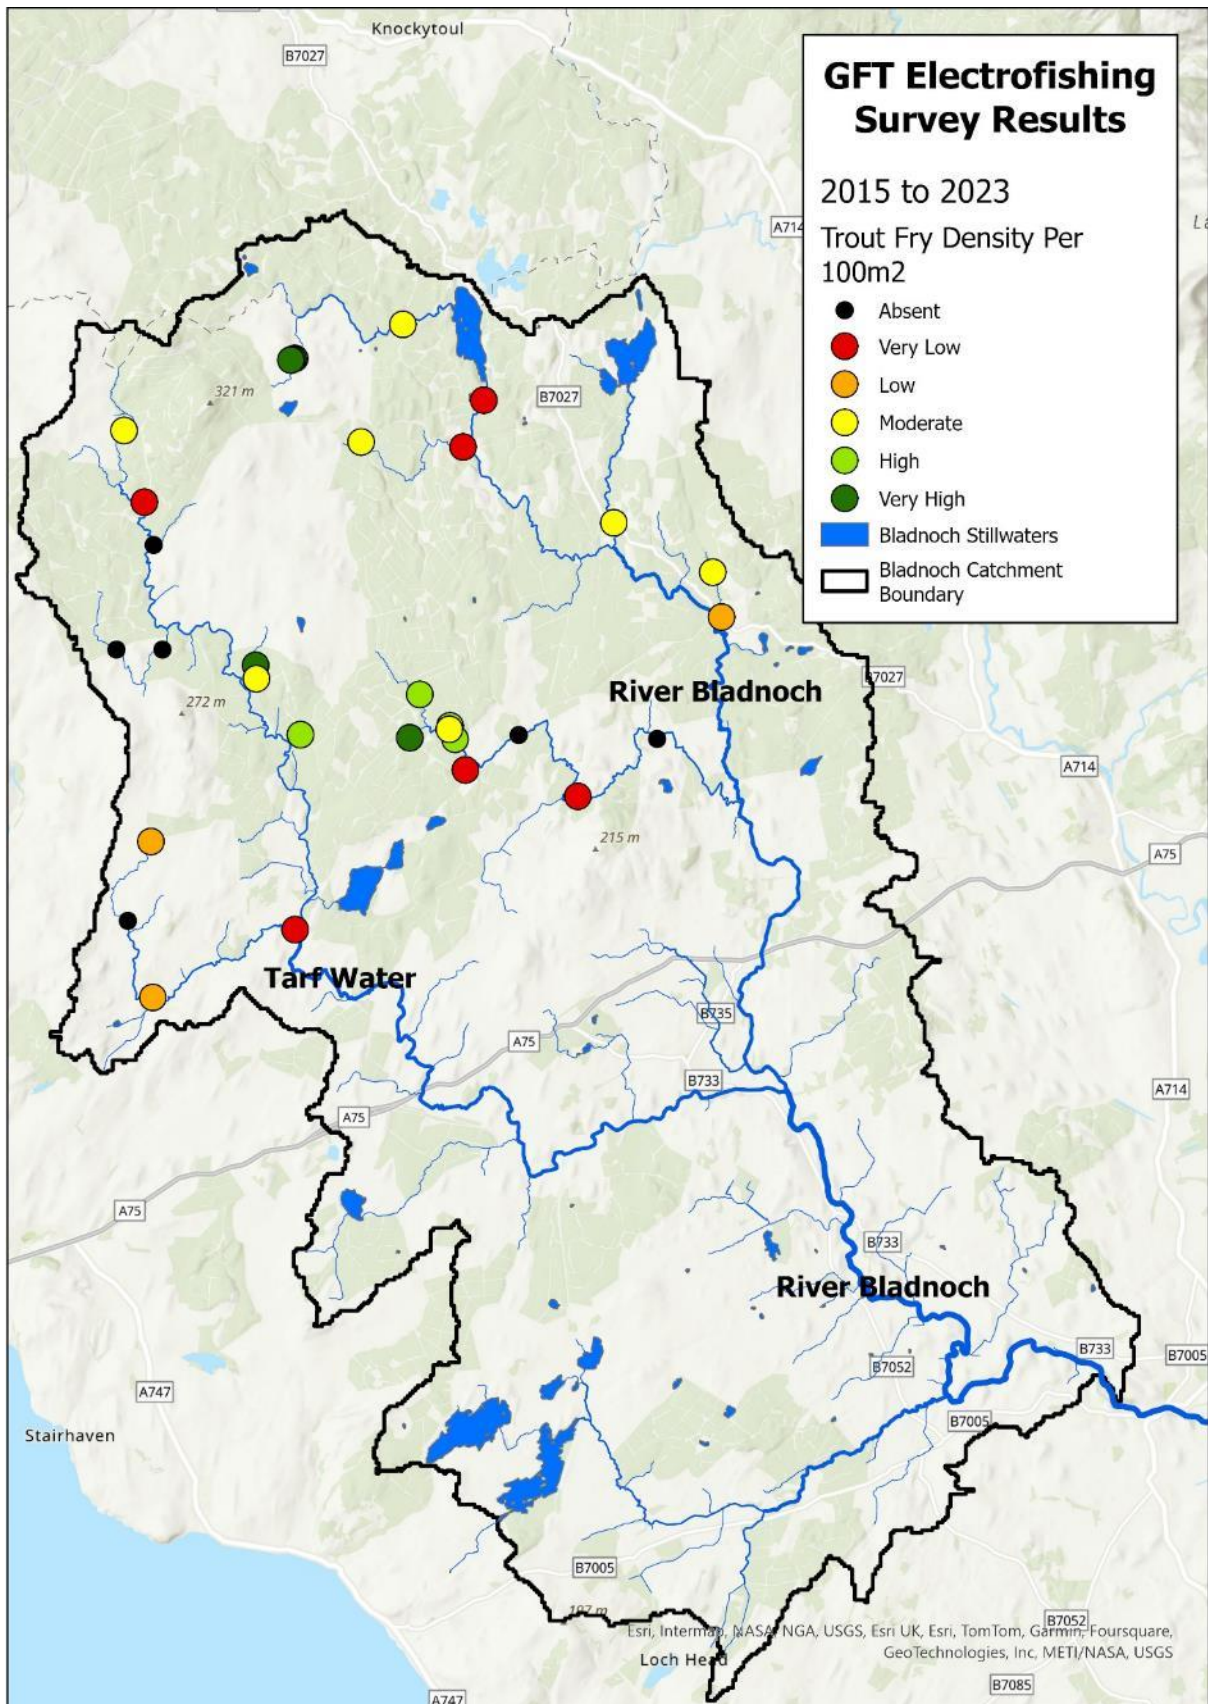 Knockytoul
B7027
GFT Electrofishing
Survey Results
2015 to 2023
Trout Fry Density Per
100m2
Absent
Very Low
Low
Moderate
High
Very High
Bladnoch Stillwaters
Bladnoch Catchment
Boundary
A714
La
321 m
B7027
B7027
River Bladnoch
272 m
A714
215 m
A75
Tarf Water
B735
A75
B733
A714
A75
A75
B733
River Bladnoch
B733
B7052
B7005
A747
B7005
Stairhaven
B7005
197 m
B7052
Esri, Intermap, NASA, NGA, USGS, Esri UK, Esri, TomTom, Garmin, Foursquare,
GeoTechnologies, Inc, METI/NASA, USGS
Loch Head
B7085
A747